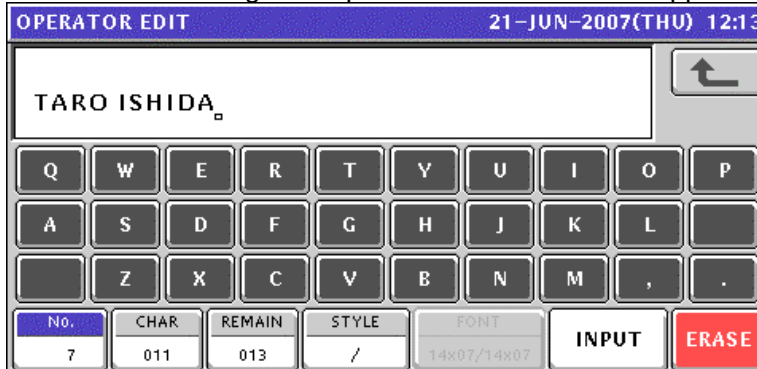 OPERATOR EDIT 21-JUN-2007(THU) 12:13
TARO ISHIDA
Q W E R T Y U I O P
A S D F G H J K L
Z X C V B N M , .
No. CHAR REMAIN STYLE FONT INPUT ERASE
7 011 013 / 14x07/14x07